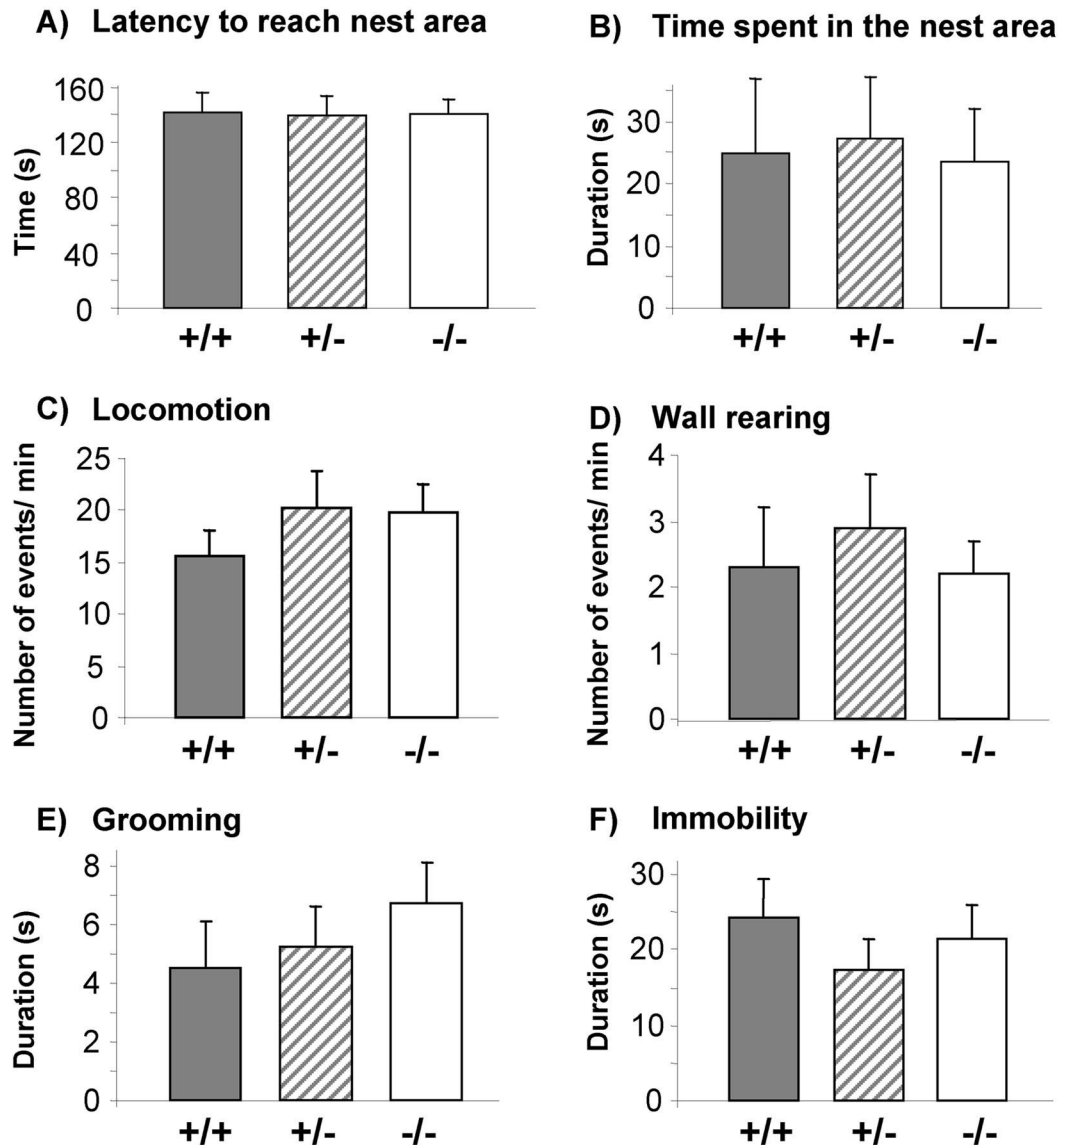 A) Latency to reach nest area
Time (s)
160
120
80
40
0
+/+ +/- -/-
B) Time spent in the nest area
Duration (s)
30
20
10
0
+/+ +/- -/-
C) Locomotion
Number of events/ min
25
20
15
10
5
0
+/+ +/- -/-
D) Wall rearing
Number of events/ min
4
3
2
1
0
+/+ +/- -/-
E) Grooming
Duration (s)
8
6
4
2
0
+/+ +/- -/-
F) Immobility
Duration (s)
30
20
10
0
+/+ +/- -/-